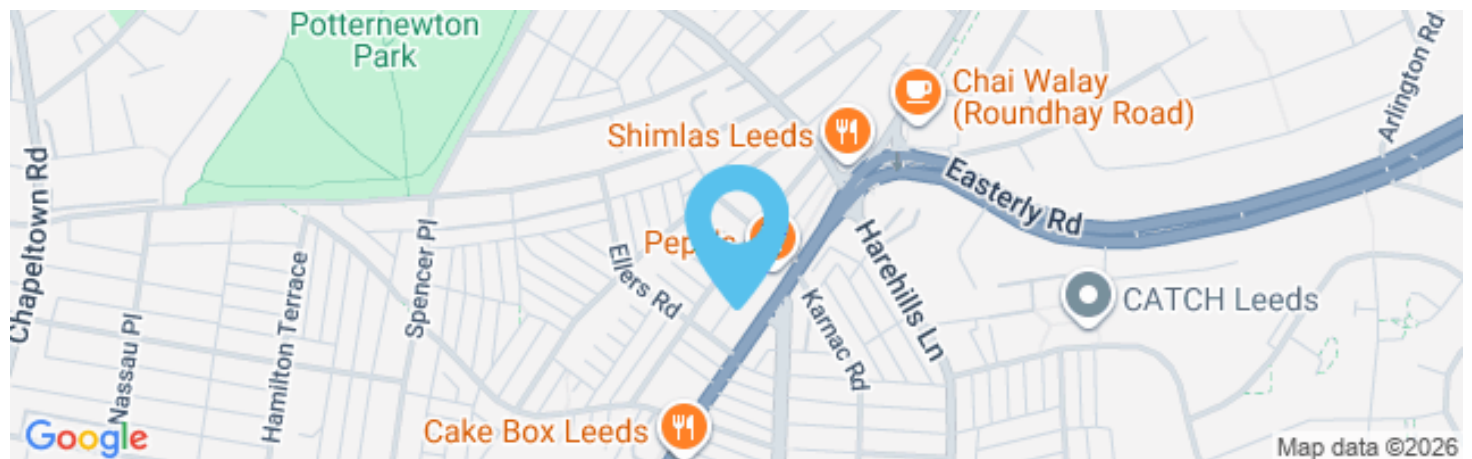 Potternewton
Park
Chai Walay
(Roundhay Road)
Arlington Rd
Shimlas Leeds
Easterly Rd
Chapeltown Rd
Spencer Pl
Ellers Rd
Harehills Ln
Karnac Rd
CATCH Leeds
Nassau Pl
Hamilton Terrace
Cake Box Leeds
Google
Map data ©2026